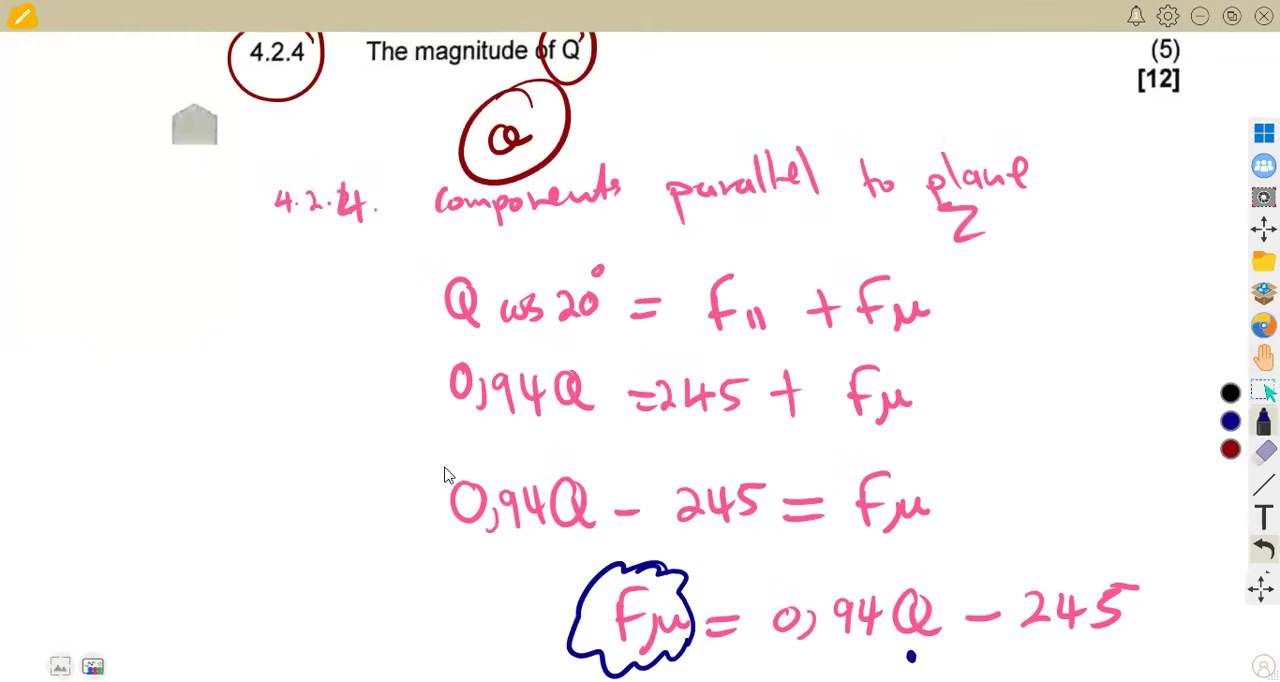 4.2.4 The magnitude of Q (5)
[12]
Q
4.2.4. components parallel to plane
Q cos 20° = F|| + Fμ
0,94Q = 245 + Fμ
0,94Q - 245 = Fμ
Fμ = 0,94Q - 245
T